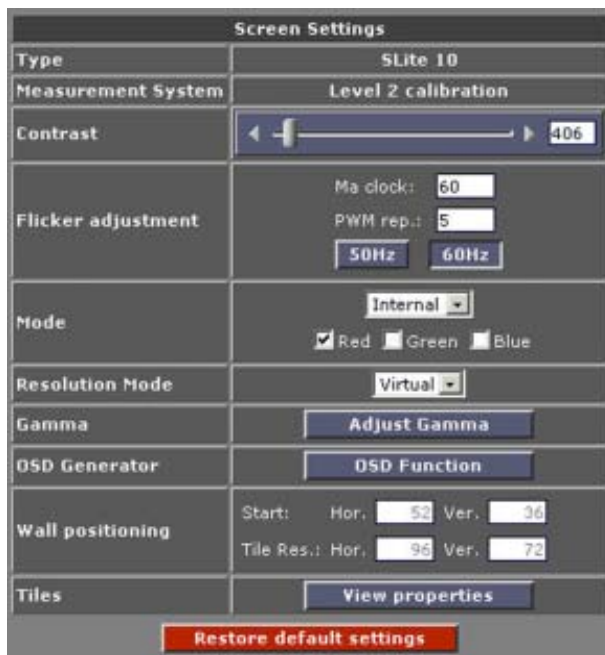 Screen Settings
Type SLite 10
Measurement System Level 2 calibration
Contrast 406
Flicker adjustment
Ma clock: 60
PWM rep.: 5
50Hz 60Hz
Mode
Internal
Red Green Blue
Resolution Mode Virtual
Gamma Adjust Gamma
OSD Generator OSD Function
Wall positioning
Start: Hor. 52 Ver. 36
Tile Res.: Hor. 96 Ver. 72
Tiles View properties
Restore default settings